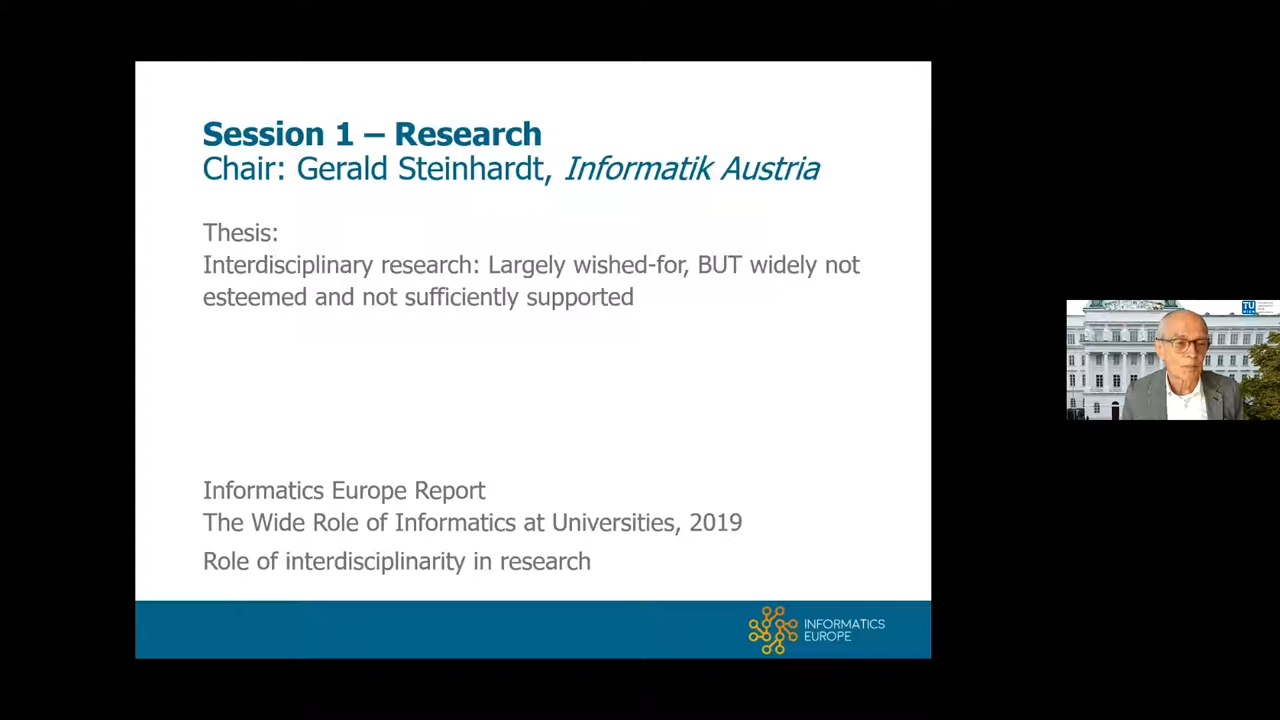 Session 1 – Research
Chair: Gerald Steinhardt, Informatik Austria
Thesis:
Interdisciplinary research: Largely wished-for, BUT widely not
esteemed and not sufficiently supported
Informatics Europe Report
The Wide Role of Informatics at Universities, 2019
Role of interdisciplinarity in research
INFORMATICS
EUROPE
TU